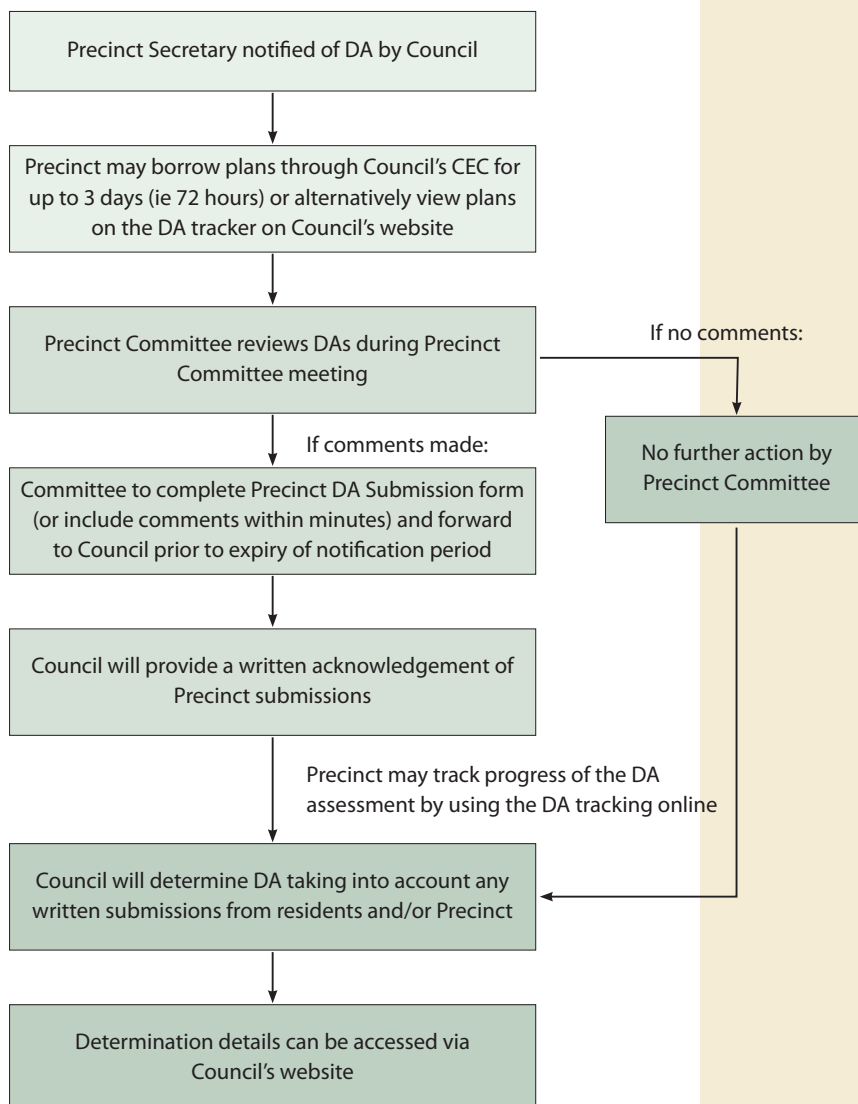 Precinct Secretary notified of DA by Council
Precinct may borrow plans through Council’s CEC for
up to 3 days (ie 72 hours) or alternatively view plans
on the DA tracker on Council’s website
Precinct Committee reviews DAs during Precinct
Committee meeting
If no comments:
No further action by
Precinct Committee
If comments made:
Committee to complete Precinct DA Submission form
(or include comments within minutes) and forward
to Council prior to expiry of notification period
Council will provide a written acknowledgement of
Precinct submissions
Precinct may track progress of the DA
assessment by using the DA tracking online
Council will determine DA taking into account any
written submissions from residents and/or Precinct
Determination details can be accessed via
Council’s website